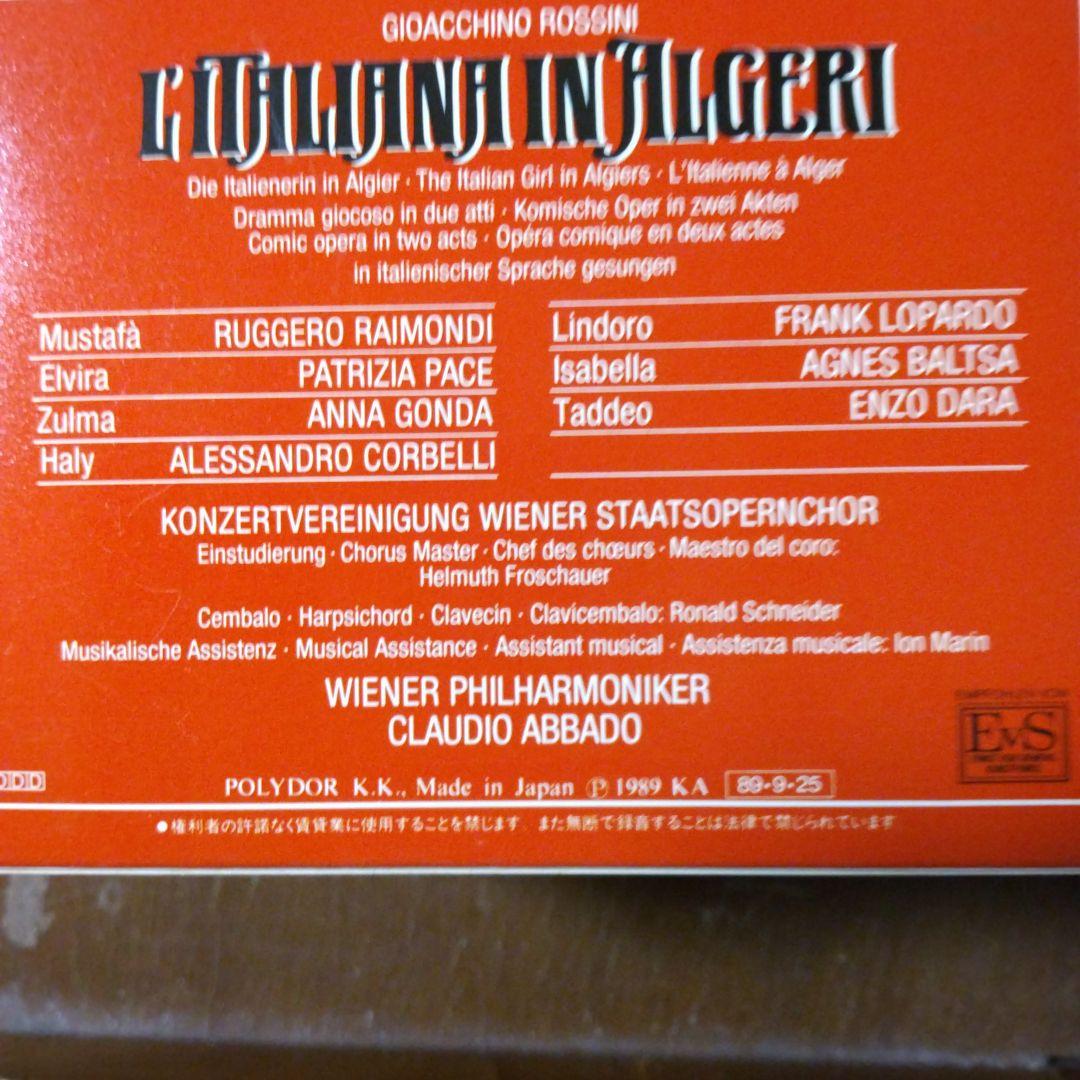 GIOACCHINO ROSSINI
L'ITALIANA IN ALGERI
Die Italienerin in Algier · The Italian Girl in Algiers · L'Italienne à Alger
Dramma giocoso in due atti · Komische Oper in zwei Akten
Comic opera in two acts · Opéra comique en deux actes
in italienischer Sprache gesungen
Mustafà RUGGERO RAIMONDI
Elvira PATRIZIA PACE
Zulma ANNA GONDA
Haly ALESSANDRO CORBELLI
Lindoro FRANK LOPARDO
Isabella AGNES BALTSA
Taddeo ENZO DARA
KONZERTVEREINIGUNG WIENER STAATSOPERNCHOR
Einstudierung · Chorus Master · Chef des chœurs · Maestro del coro:
Helmuth Froschauer
Cembalo · Harpsichord · Clavecin · Clavicembalo: Ronald Schneider
Musikalische Assistenz · Musical Assistance · Assistant musical · Assistenza musicale: Ion Marin
WIENER PHILHARMONIKER
CLAUDIO ABBADO
EMPFOHLEN VON
EvS
DDD
POLYDOR K.K., Made in Japan Ⓟ 1989 KA 89·9·25
●権利者の許諾なく賃貸業に使用することを禁じます また無断で録音することは法律で禁じられています